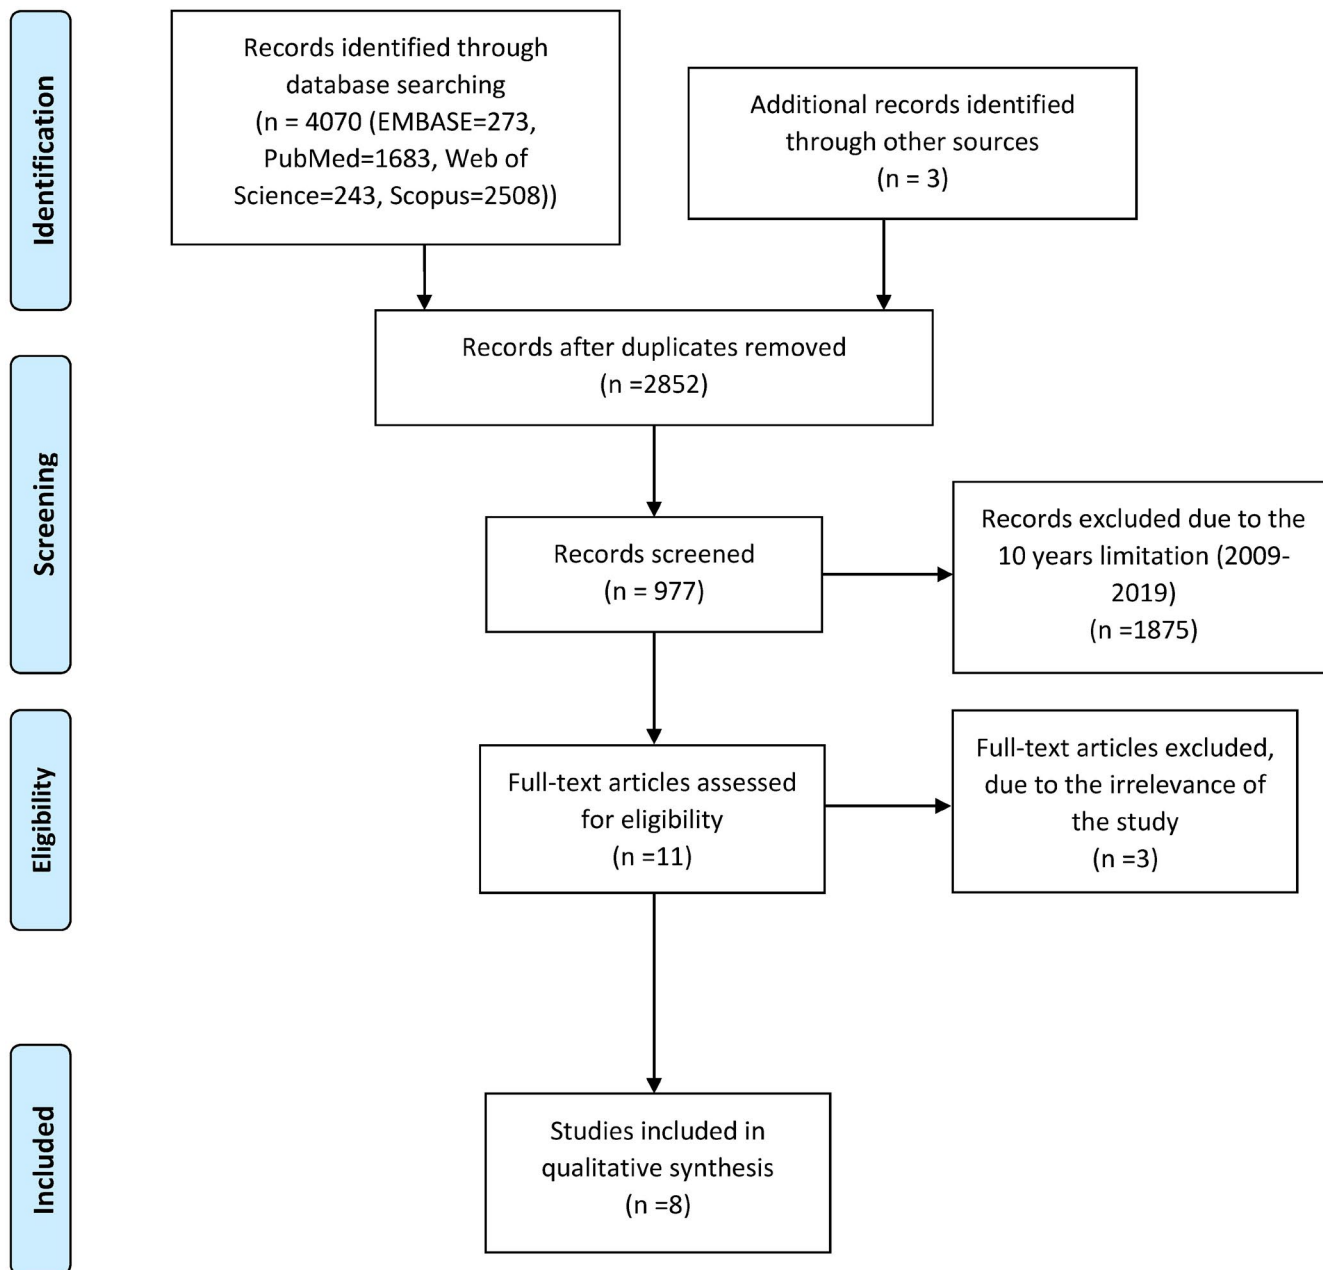 Identification
Records identified through
database searching
(n = 4070 (EMBASE=273,
PubMed=1683, Web of
Science=243, Scopus=2508))
Additional records identified
through other sources
(n = 3)
Records after duplicates removed
(n =2852)
Screening
Records screened
(n = 977)
Records excluded due to the
10 years limitation (2009-
2019)
(n =1875)
Eligibility
Full-text articles assessed
for eligibility
(n =11)
Full-text articles excluded,
due to the irrelevance of
the study
(n =3)
Included
Studies included in
qualitative synthesis
(n =8)